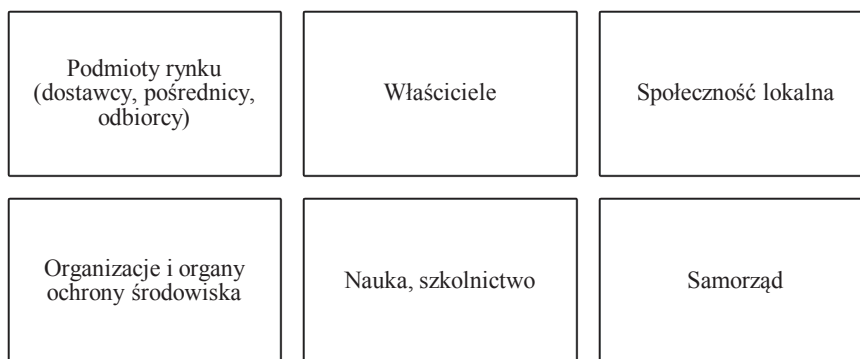 Podmioty rynku
(dostawcy, pośrednicy,
odbiorcy)
Właściciele
Społeczność lokalna
Organizacje i organy
ochrony środowiska
Nauka, szkolnictwo
Samorząd